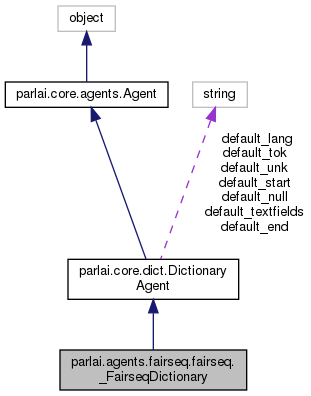 object
parlai.core.agents.Agent
string
default_lang
default_tok
default_unk
default_start
default_null
default_textfields
default_end
parlai.core.dict.Dictionary
Agent
parlai.agents.fairseq.fairseq.
_FairseqDictionary